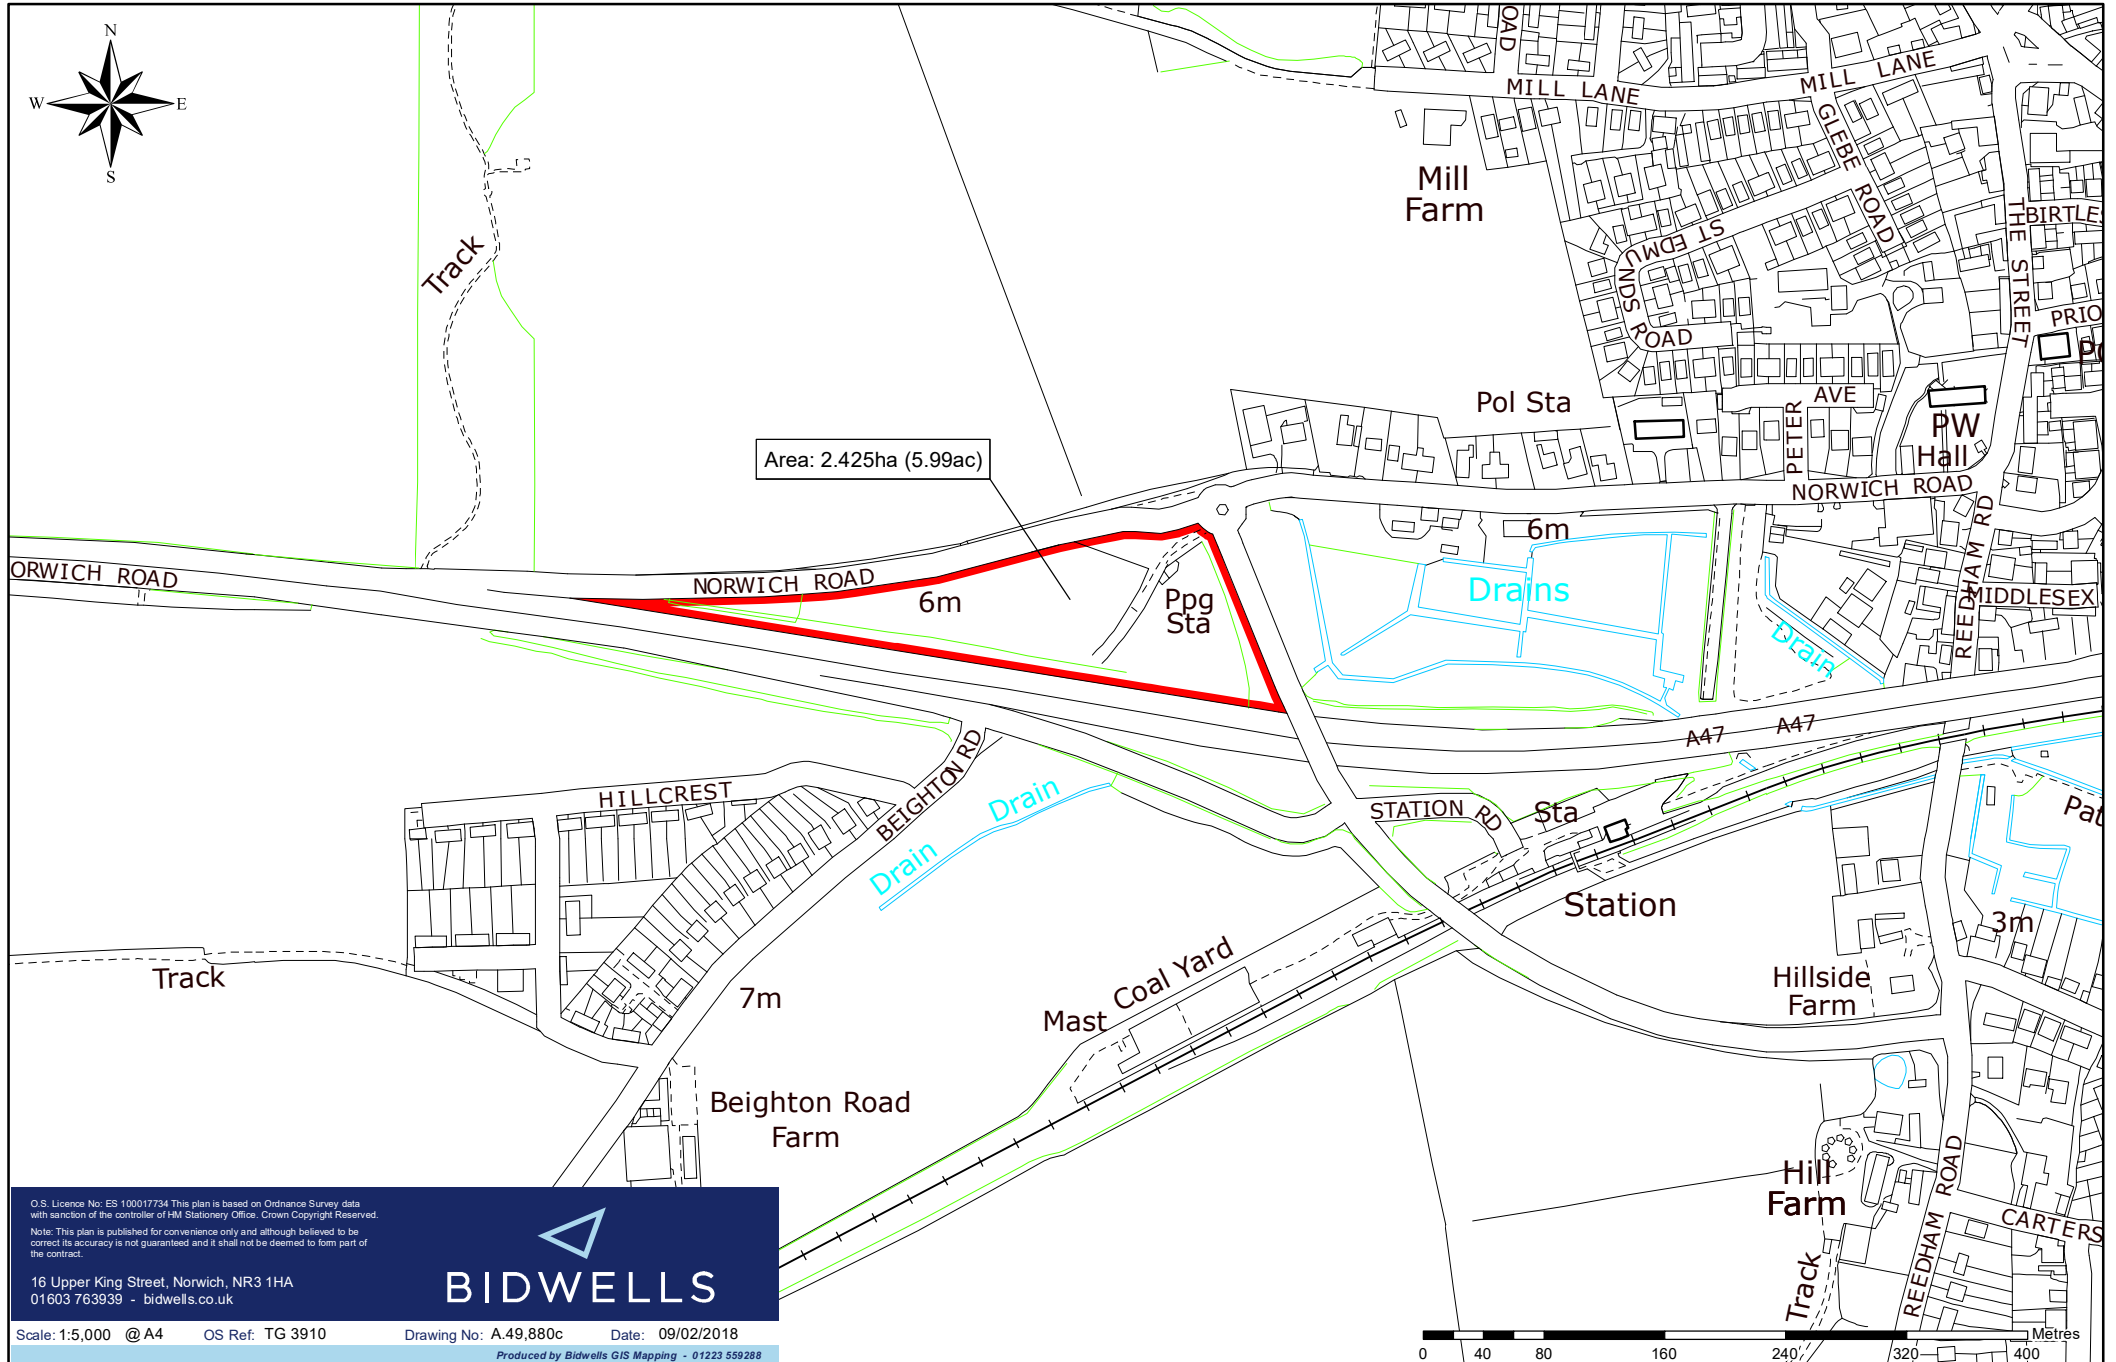 N
W
E
S
OAD
MILL LANE
MILL LANE
GLEBE ROAD
Mill
Farm
THE STREET
BIRTLES
ST EDMU
NDS ROAD
Track
PRIO
Pol Sta
PETER
AVE
PW
Hall
Area: 2.425ha (5.99ac)
NORWICH ROAD
6m
REEDHAM RD
ORWICH ROAD
NORWICH ROAD
6m
Ppg
Sta
Drains
MIDDLESEX
Drain
A47
A47
HILLCREST
BEIGHTON RD
Drain
Drain
STATION RD
Sta
Pat
Station
3m
Track
7m
Coal Yard
Mast
Hillside
Farm
Beighton Road
Farm
Hill
Farm
REEDHAM ROAD
CARTERS
Track
O.S. Licence No: ES 100017734 This plan is based on Ordnance Survey data
with sanction of the controller of HM Stationery Office. Crown Copyright Reserved.
Note: This plan is published for convenience only and although believed to be
correct its accuracy is not guaranteed and it shall not be deemed to form part of
the contract.
16 Upper King Street, Norwich, NR3 1HA
01603 763939 - bidwells.co.uk
BIDWELLS
Scale: 1:5,000 @ A4 OS Ref: TG 3910 Drawing No: A.49,880c Date: 09/02/2018
Produced by Bidwells GIS Mapping - 01223 559288
Metres
0 40 80 160 240 320 400